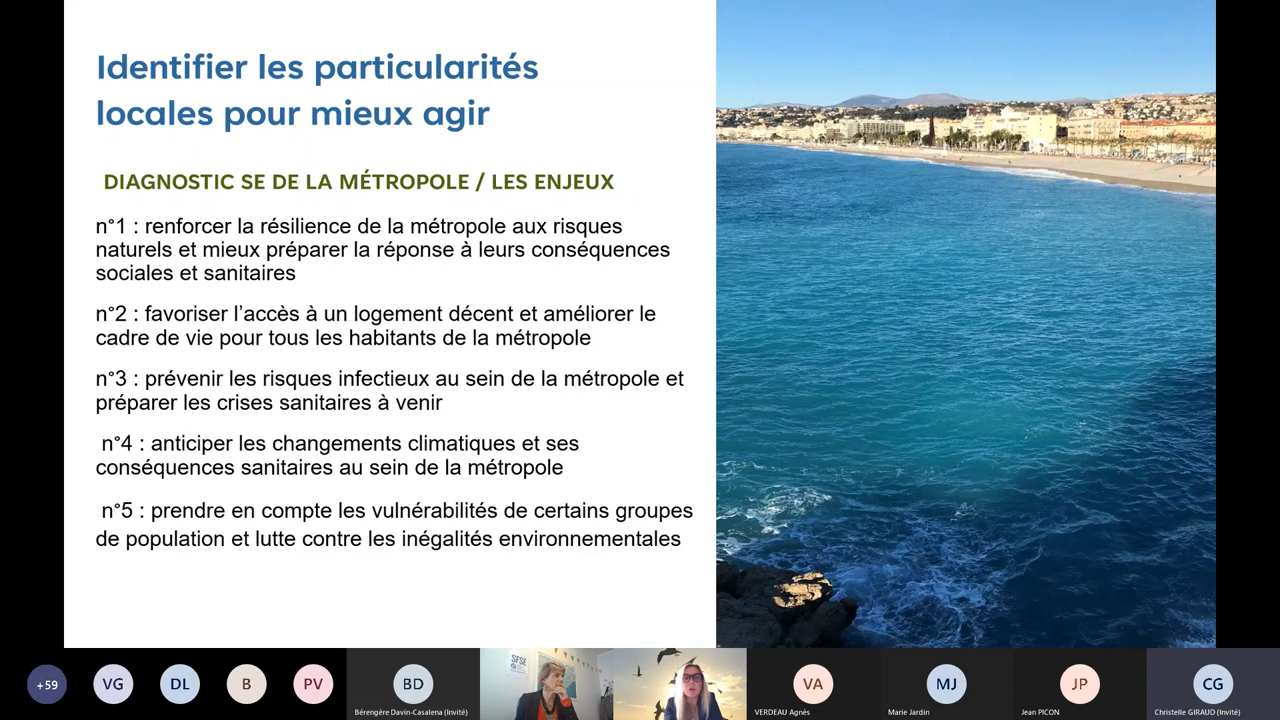 Identifier les particularités
locales pour mieux agir
DIAGNOSTIC SE DE LA MÉTROPOLE / LES ENJEUX
n°1 : renforcer la résilience de la métropole aux risques
naturels et mieux préparer la réponse à leurs conséquences
sociales et sanitaires
n°2 : favoriser l’accès à un logement décent et améliorer le
cadre de vie pour tous les habitants de la métropole
n°3 : prévenir les risques infectieux au sein de la métropole et
préparer les crises sanitaires à venir
n°4 : anticiper les changements climatiques et ses
conséquences sanitaires au sein de la métropole
n°5 : prendre en compte les vulnérabilités de certains groupes
de population et lutte contre les inégalités environnementales
+59
VG
DL
B
PV
BD
Bérengère Davin-Casalena (Invité)
SFSE
VA
VERDEAU Agnès
MJ
Marie Jardin
JP
Jean PICON
CG
Christelle GIRAUD (Invité)